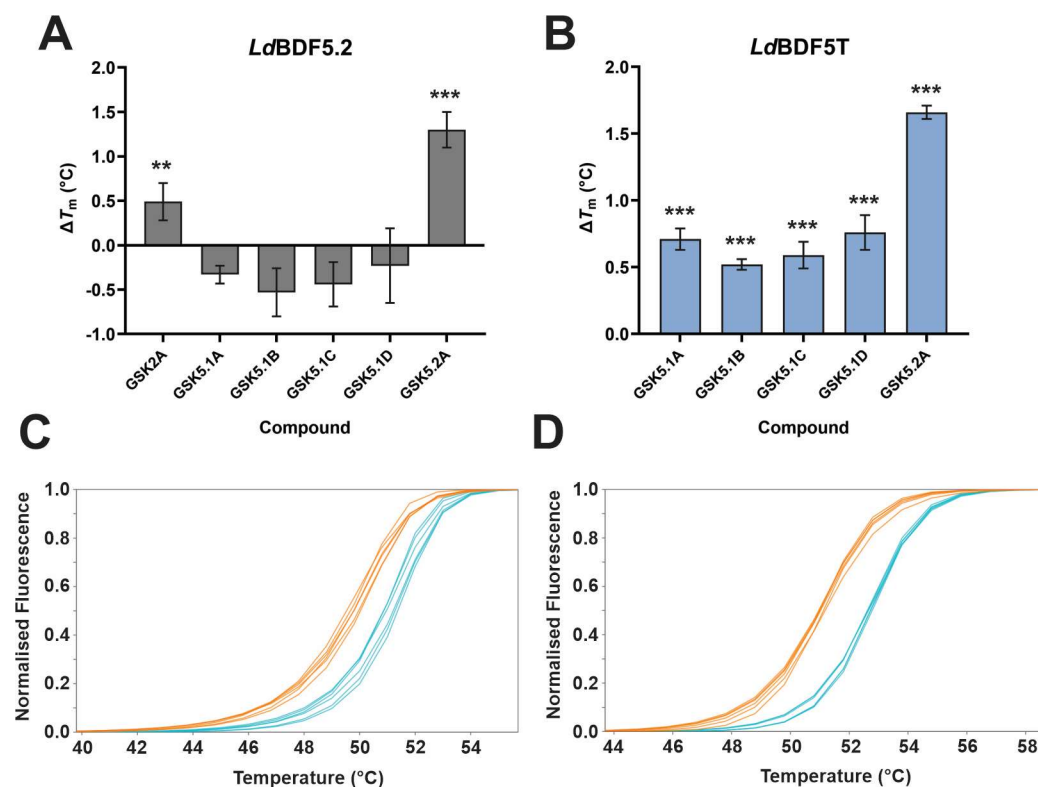 A
LdBDF5.2
2.0
1.5
1.0
0.5
0.0
-0.5
-1.0
ΔTm (°C)
**
***
GSK2A
GSK5.1A
GSK5.1B
GSK5.1C
GSK5.1D
GSK5.2A
Compound
B
LdBDF5T
2.0
1.5
1.0
0.5
0.0
ΔTm (°C)
***
***
***
***
***
GSK5.1A
GSK5.1B
GSK5.1C
GSK5.1D
GSK5.2A
Compound
C
1.0
0.8
0.6
0.4
0.2
0.0
Normalised Fluorescence
40 42 44 46 48 50 52 54
Temperature (°C)
D
1.0
0.8
0.6
0.4
0.2
0.0
Normalised Fluorescence
44 46 48 50 52 54 56 58
Temperature (°C)